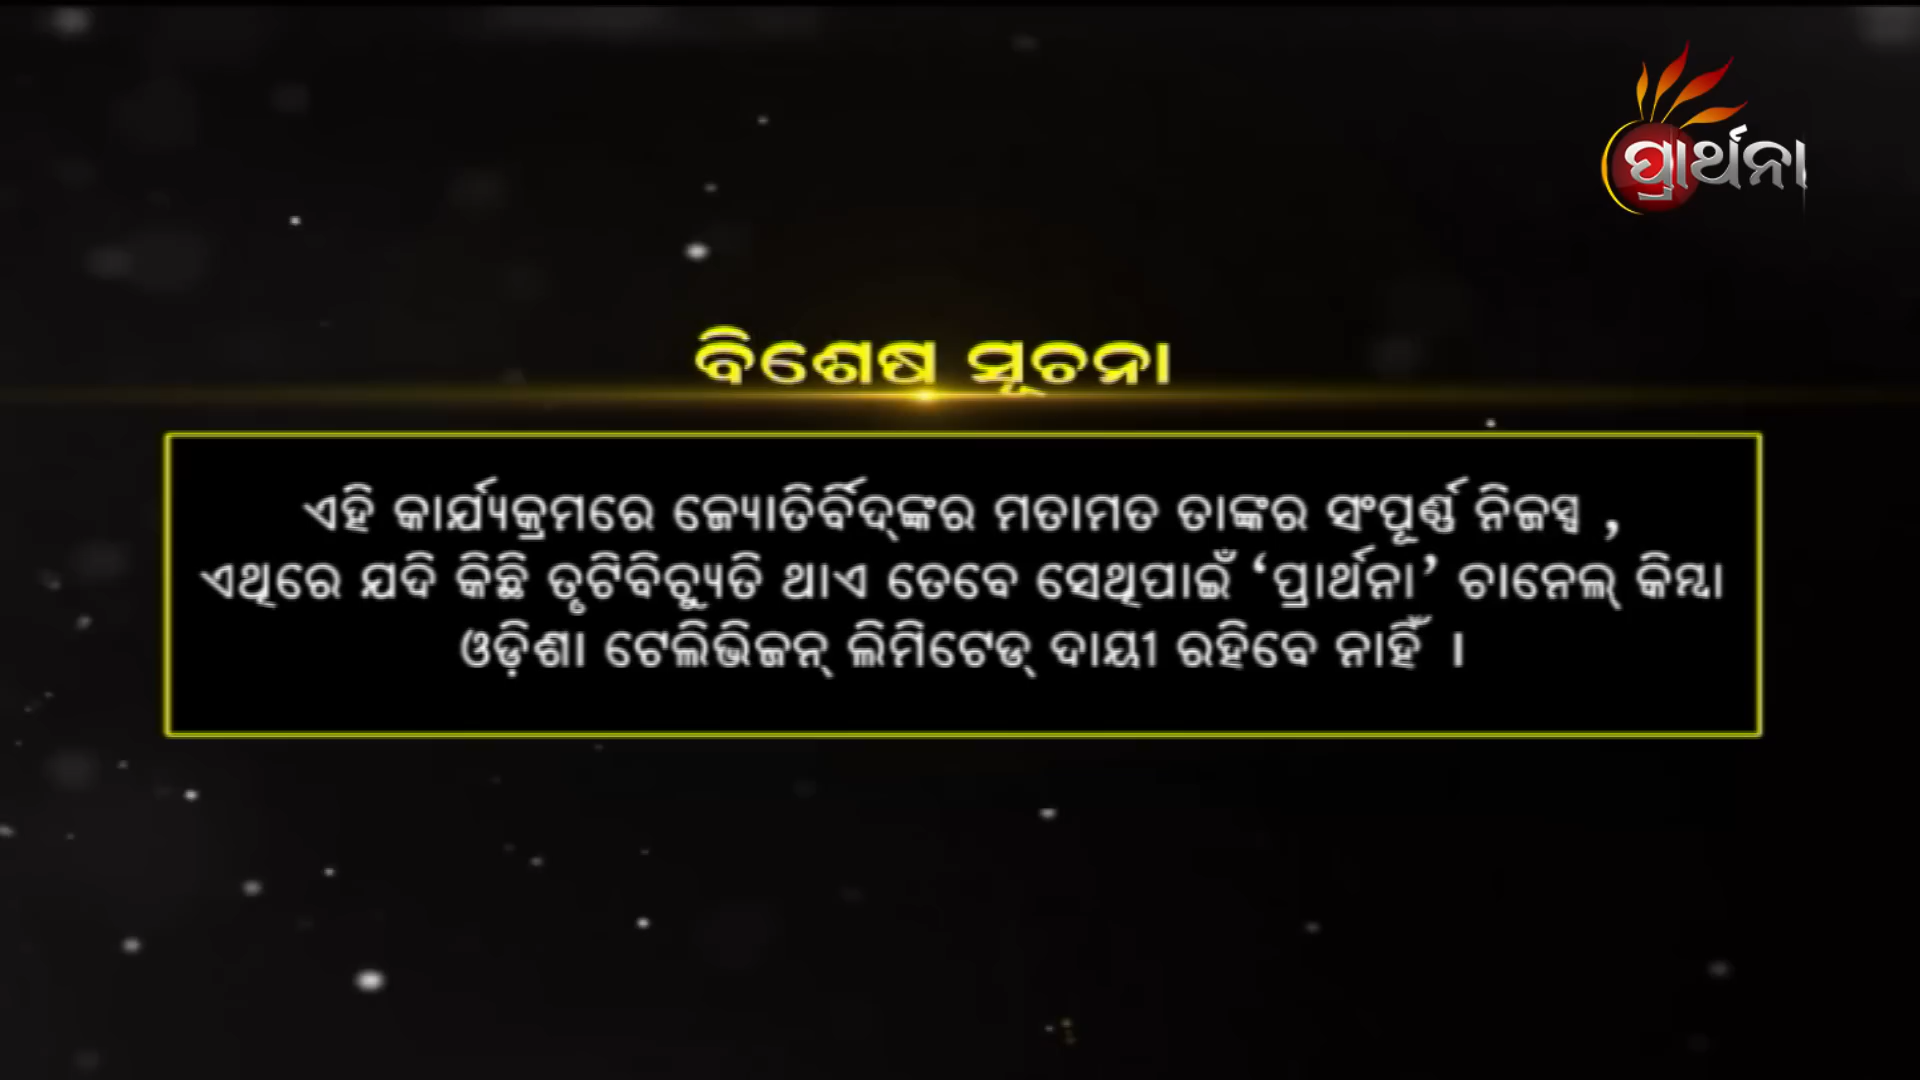 ପ୍ରାର୍ଥନା
ବିଶେଷ ସୂଚନା
ଏହି କାର୍ଯ୍ୟକ୍ରମରେ ଜ୍ୟୋତିର୍ବିଦ୍‌ଙ୍କର ମତାମତ ତାଙ୍କର ସଂପୂର୍ଣ୍ଣ ନିଜସ୍ୱ ,
ଏଥିରେ ଯଦି କିଛି ତୃଟିବିଚ୍ୟୁତି ଥାଏ ତେବେ ସେଥିପାଇଁ ‘ପ୍ରାର୍ଥନା’ ଚାନେଲ୍ କିମ୍ବା
ଓଡ଼ିଶା ଟେଲିଭିଜନ୍ ଲିମିଟେଡ୍ ଦାୟୀ ରହିବେ ନାହିଁ ।